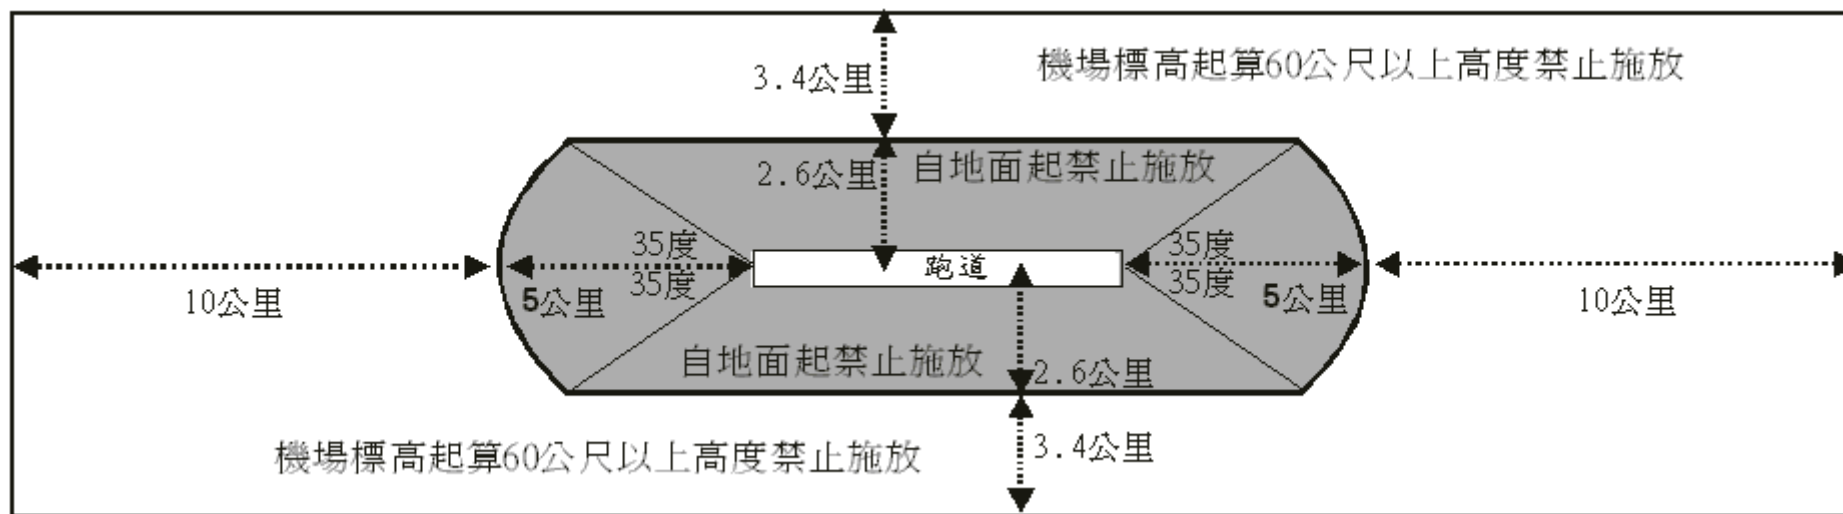 機場標高起算60公尺以上高度禁止施放
3.4公里
自地面起禁止施放
2.6公里
35度
35度
跑道
35度
35度
10公里
5公里
5公里
10公里
自地面起禁止施放
2.6公里
機場標高起算60公尺以上高度禁止施放
3.4公里